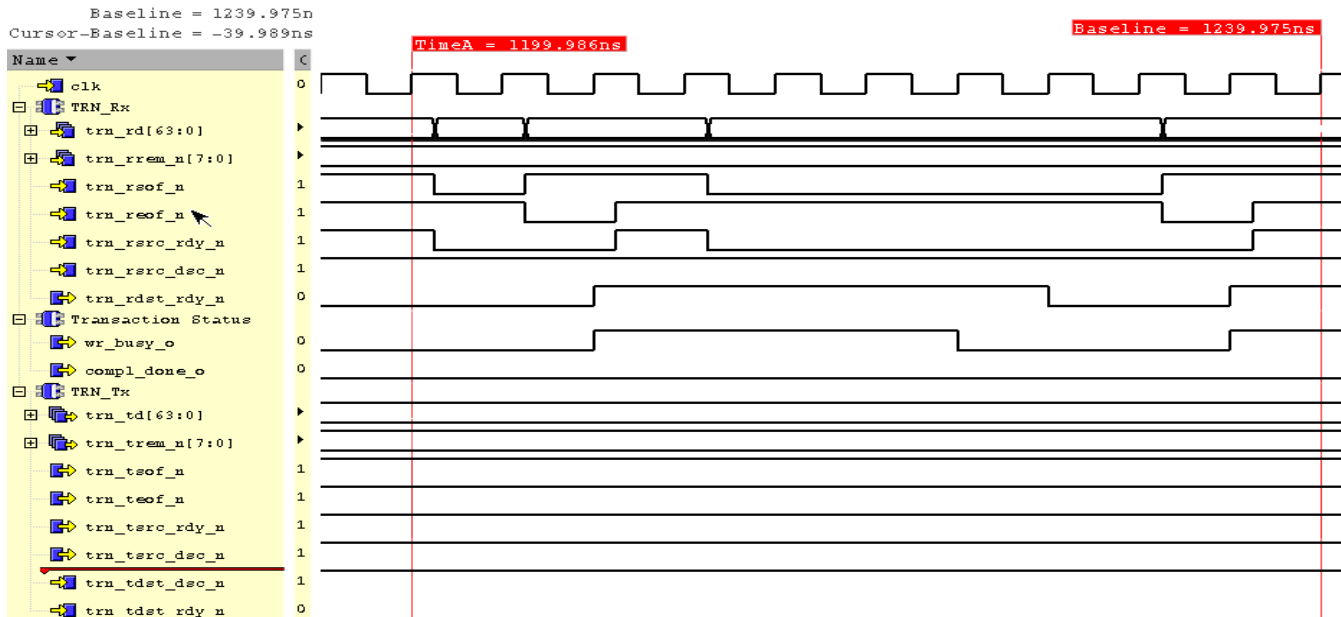 Baseline = 1239.975n
Cursor-Baseline = -39.989ns
TimeA = 1199.986ns
Baseline = 1239.975ns
Name C
clk 0
TRN_Rx
trn_rd[63:0]
trn_rrem_n[7:0]
trn_rsof_n 1
trn_reof_n 1
trn_rsrc_rdy_n 1
trn_rsrc_dsc_n 1
trn_rdst_rdy_n 0
Transaction Status
wr_busy_o 0
compl_done_o 0
TRN_Tx
trn_td[63:0]
trn_trem_n[7:0]
trn_tsof_n 1
trn_teof_n 1
trn_tsrc_rdy_n 1
trn_tsrc_dsc_n 1
trn_tdst_dsc_n 1
trn_tdst_rdy_n 0